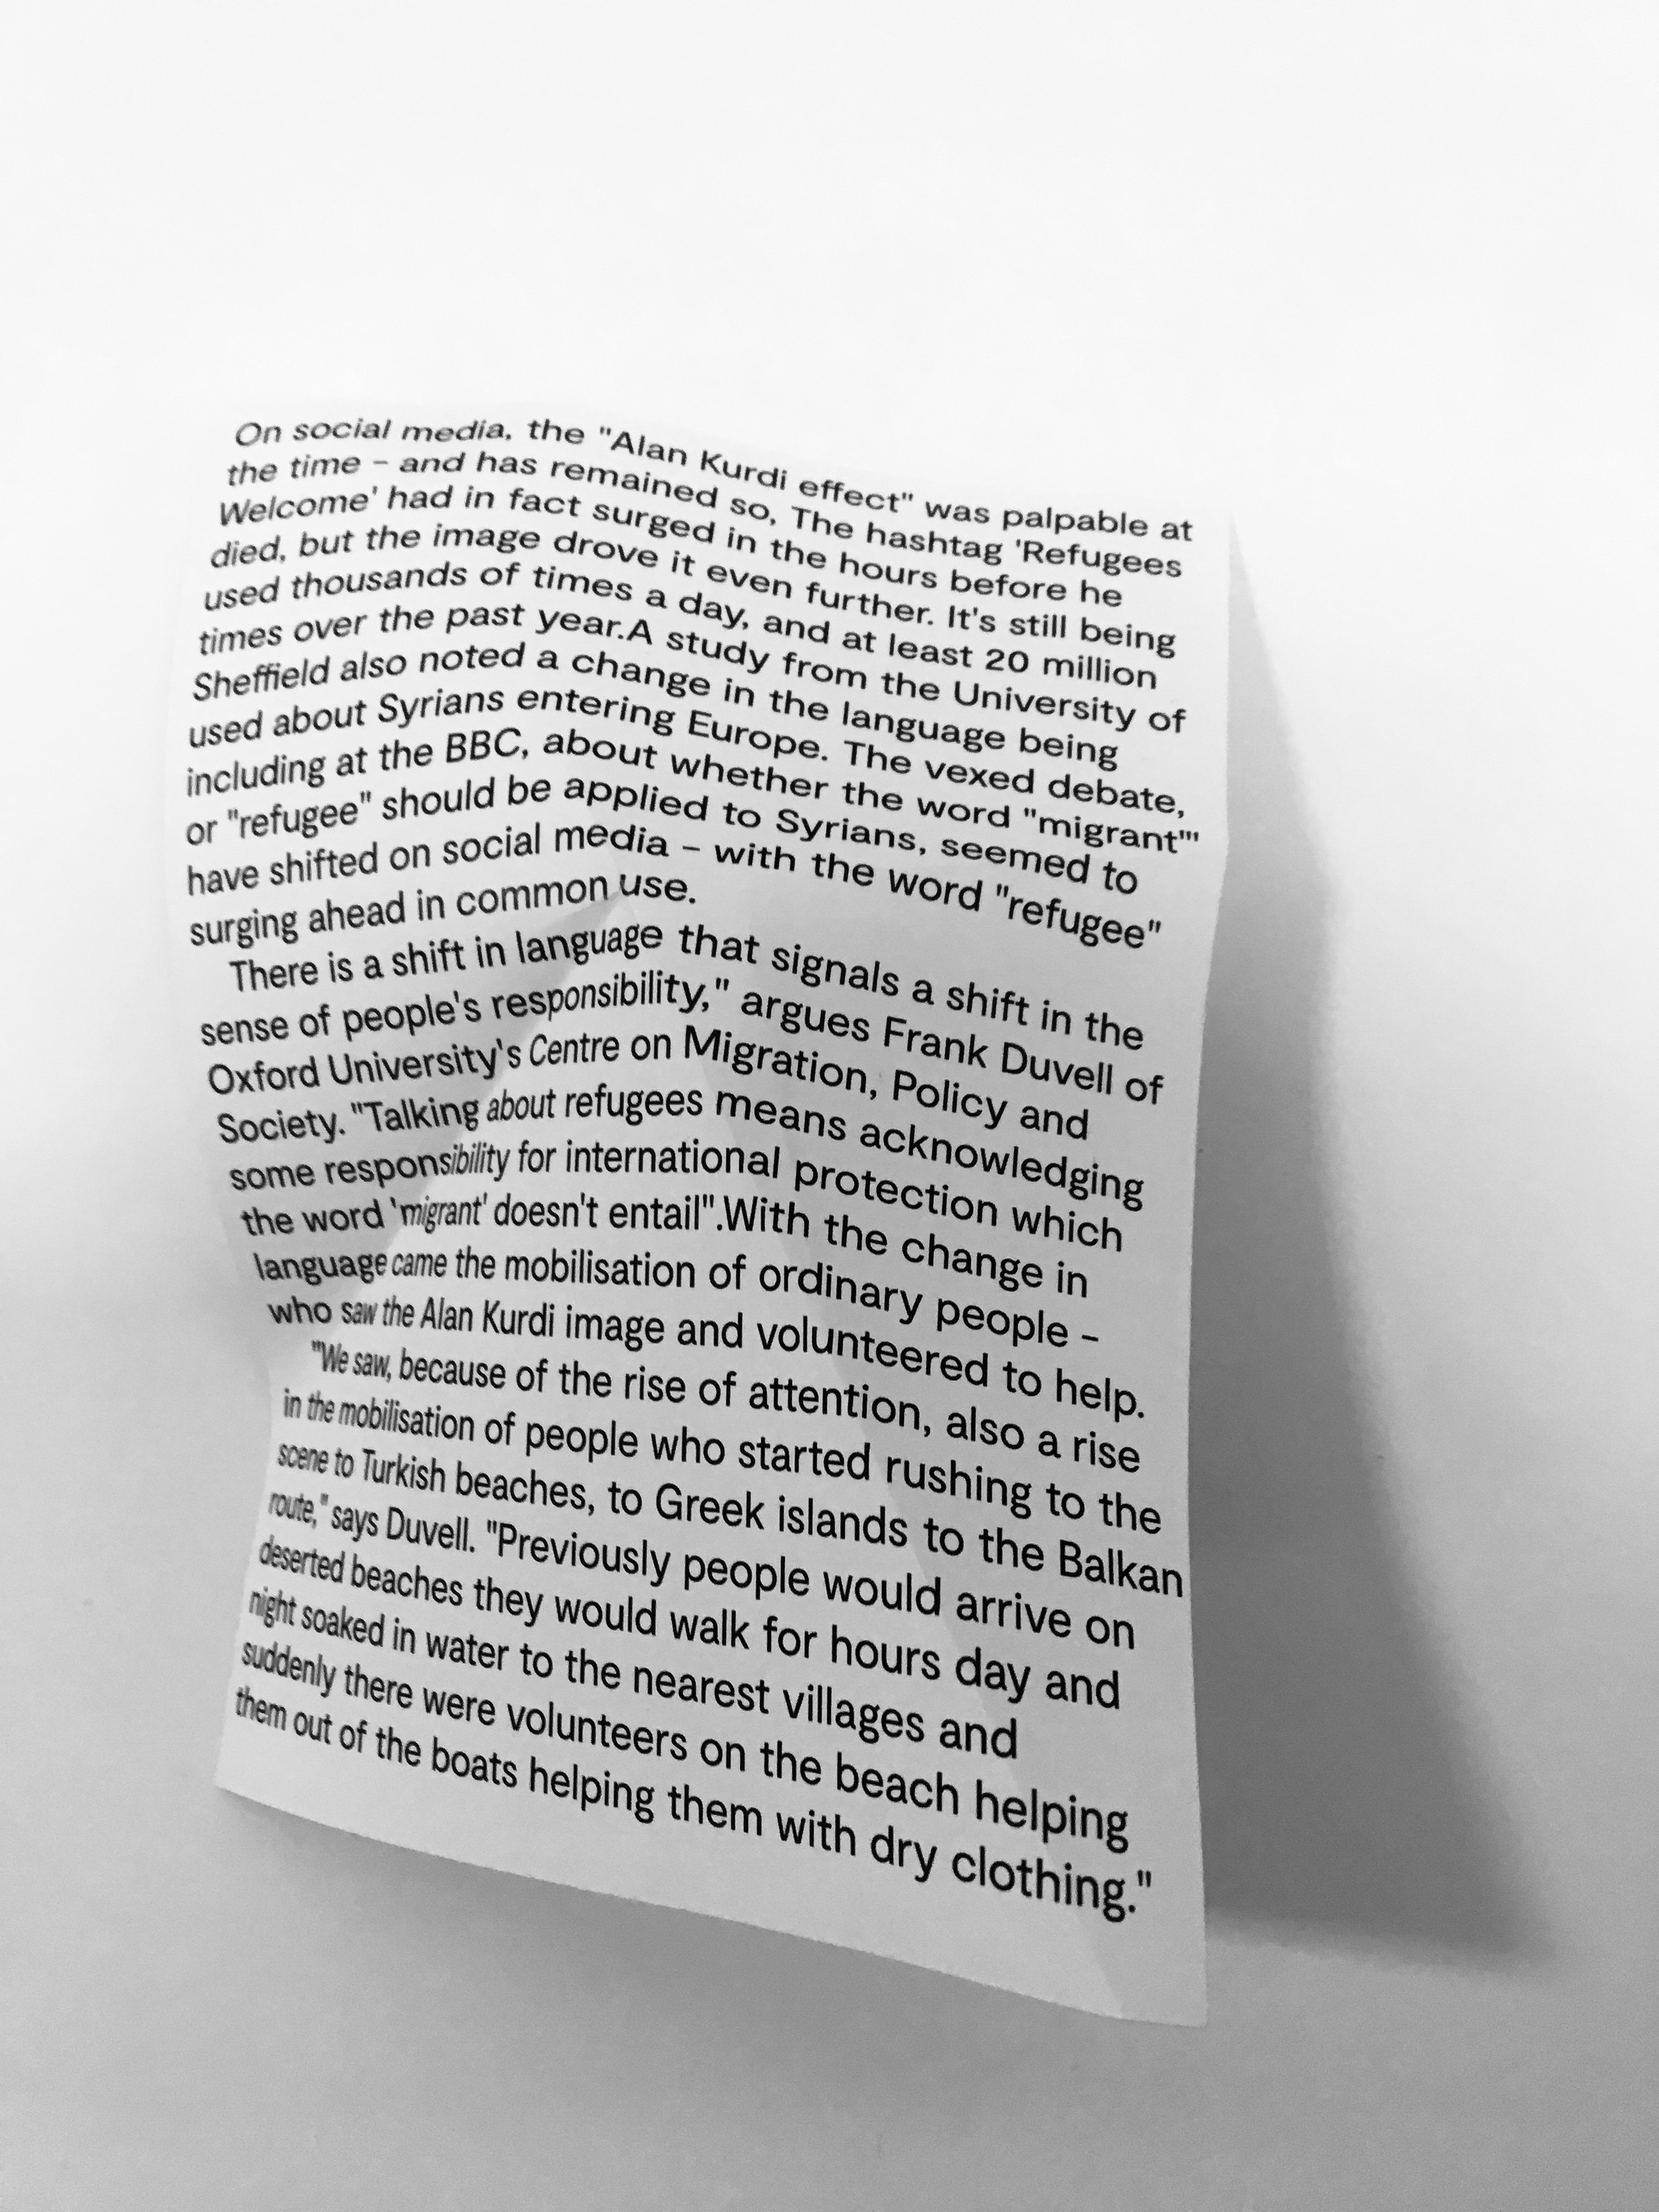 On social media, the "Alan Kurdi effect" was palpable at
the time – and has remained so, The hashtag 'Refugees
Welcome' had in fact surged in the hours before he
died, but the image drove it even further. It's still being
used thousands of times a day, and at least 20 million
times over the past year.A study from the University of
Sheffield also noted a change in the language being
used about Syrians entering Europe. The vexed debate,
including at the BBC, about whether the word "migrant"'
or "refugee" should be applied to Syrians, seemed to
have shifted on social media – with the word "refugee"
surging ahead in common use.
There is a shift in language that signals a shift in the
sense of people's responsibility," argues Frank Duvell of
Oxford University's Centre on Migration, Policy and
Society. "Talking about refugees means acknowledging
some responsibility for international protection which
the word 'migrant' doesn't entail".With the change in
language came the mobilisation of ordinary people –
who saw the Alan Kurdi image and volunteered to help.
"We saw, because of the rise of attention, also a rise
in the mobilisation of people who started rushing to the
scene to Turkish beaches, to Greek islands to the Balkan
route," says Duvell. "Previously people would arrive on
deserted beaches they would walk for hours day and
night soaked in water to the nearest villages and
suddenly there were volunteers on the beach helping
them out of the boats helping them with dry clothing."